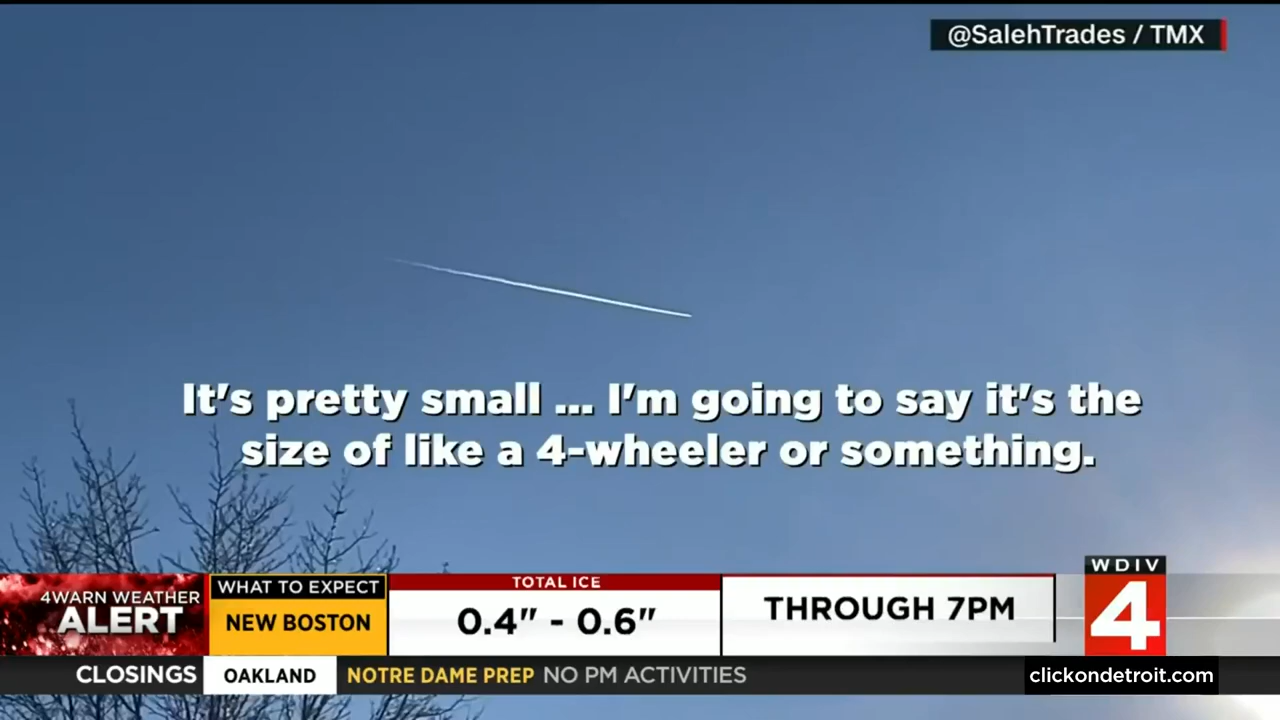 @SalehTrades / TMX
It's pretty small ... I'm going to say it's the
size of like a 4-wheeler or something.
4WARN WEATHER
ALERT
WHAT TO EXPECT
NEW BOSTON
TOTAL ICE
0.4" - 0.6"
THROUGH 7PM
WDIV
4
CLOSINGS
OAKLAND
NOTRE DAME PREP NO PM ACTIVITIES
clickondetroit.com